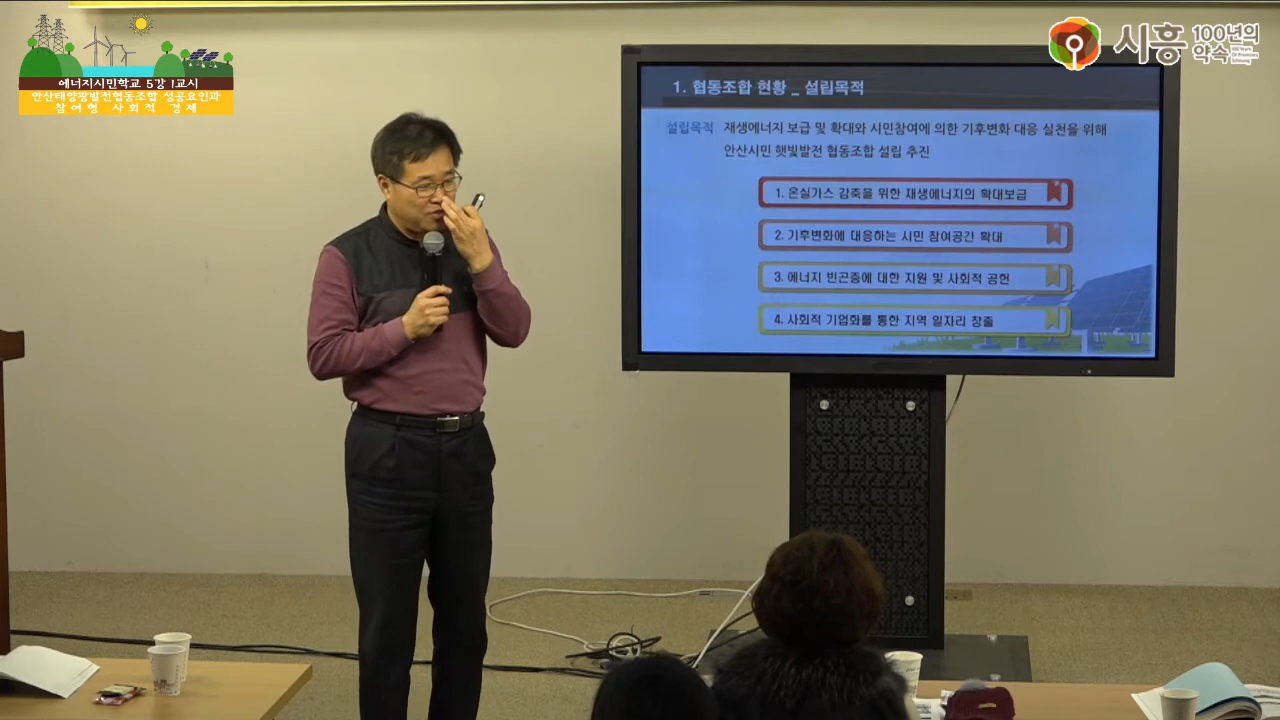 에너지시민학교 5강 1교시
안산태양광발전협동조합 성공요인과
참여형 사회적 경제
시흥 100년의
약속
1. 협동조합 현황 _ 설립목적
설립목적 재생에너지 보급 및 확대와 시민참여에 의한 기후변화 대응 실천을 위해
안산시민 햇빛발전 협동조합 설립 추진
1. 온실가스 감축을 위한 재생에너지의 확대보급
2. 기후변화에 대응하는 시민 참여공간 확대
3. 에너지 빈곤층에 대한 지원 및 사회적 공헌
4. 사회적 기업화를 통한 지역 일자리 창출